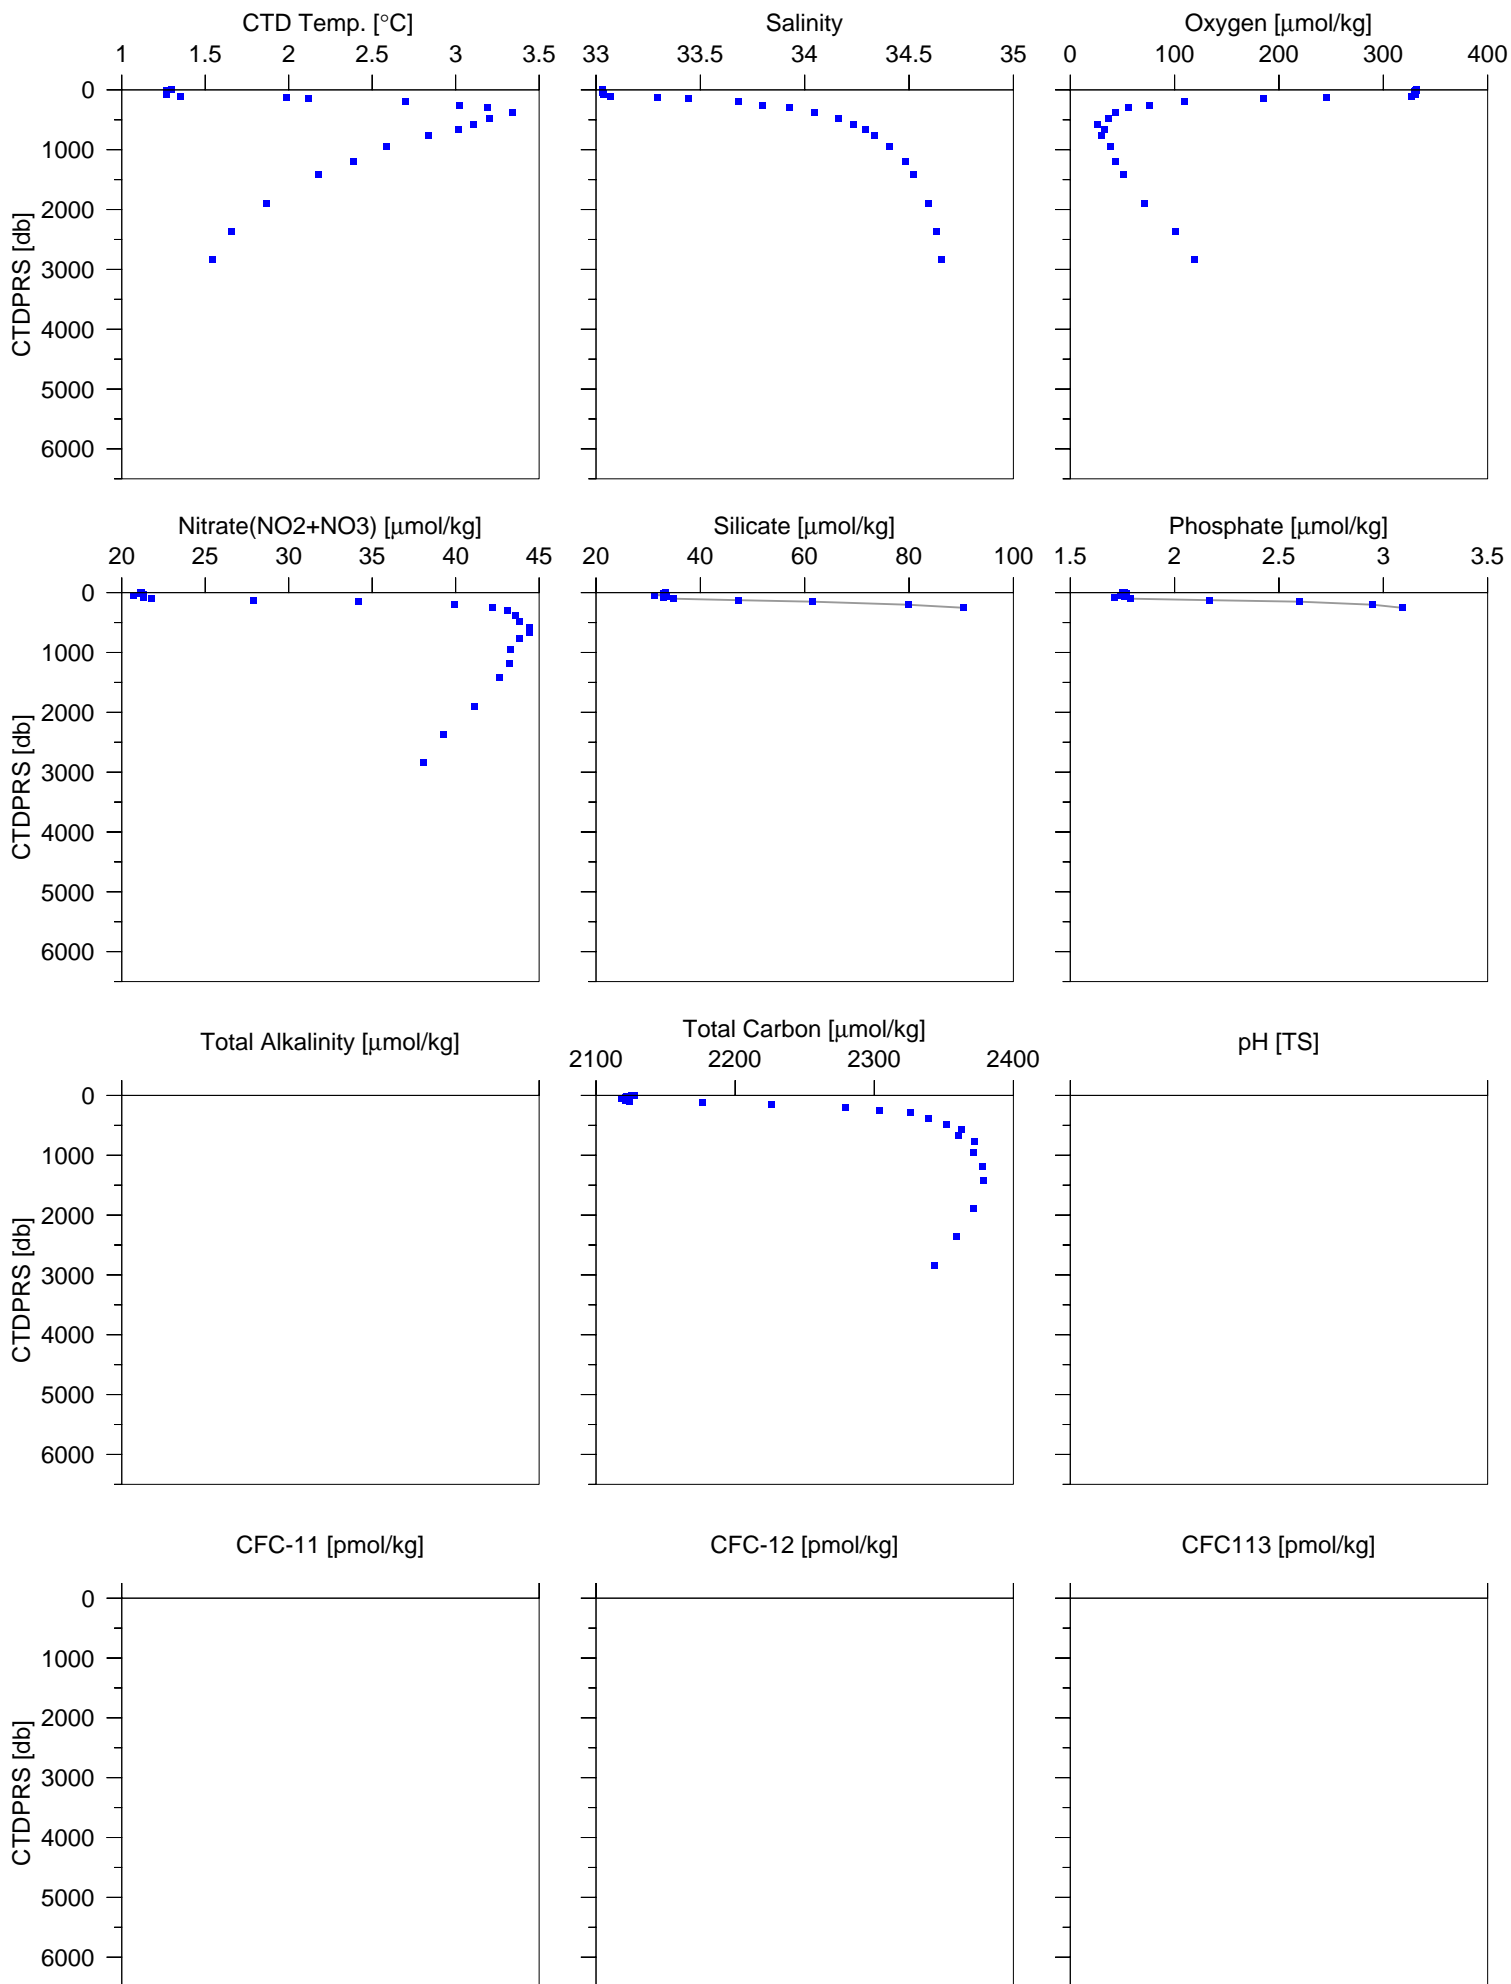 CTD Temp. [°C] Salinity Oxygen [μmol/kg]
1 1.5 2 2.5 3 3.5 33 33.5 34 34.5 35 0 100 200 300 400
0
1000
2000
3000
4000
5000
6000
CTDPRS [db]
Nitrate(NO2+NO3) [μmol/kg] Silicate [μmol/kg] Phosphate [μmol/kg]
20 25 30 35 40 45 20 40 60 80 100 1.5 2 2.5 3 3.5
0
1000
2000
3000
4000
5000
6000
CTDPRS [db]
Total Alkalinity [μmol/kg] Total Carbon [μmol/kg] pH [TS]
2100 2200 2300 2400
0
1000
2000
3000
4000
5000
6000
CTDPRS [db]
CFC-11 [pmol/kg] CFC-12 [pmol/kg] CFC113 [pmol/kg]
0
1000
2000
3000
4000
5000
6000
CTDPRS [db]